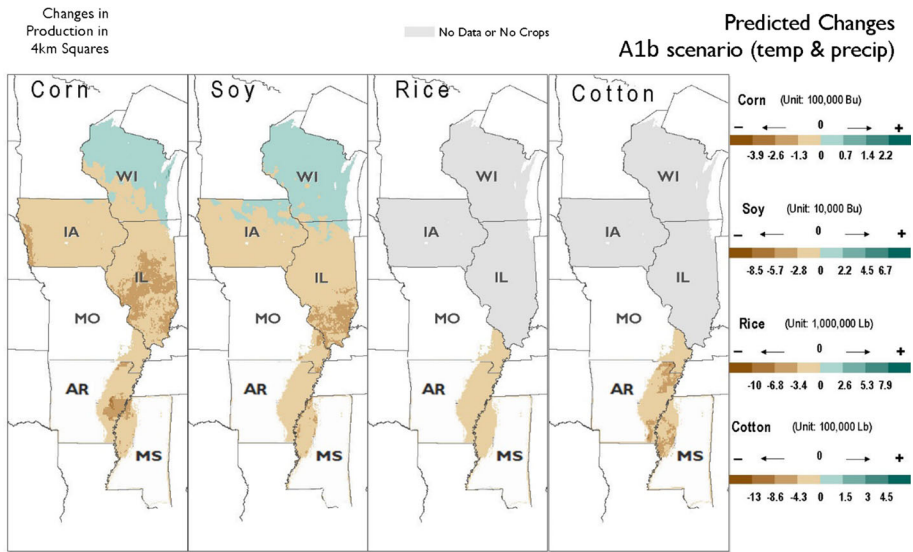 Changes in
Production in
4km Squares
No Data or No Crops
Predicted Changes
A1b scenario (temp & precip)
Corn
WI
IA
IL
MO
AR
MS
Soy
WI
IA
IL
MO
AR
MS
Rice
WI
IA
IL
MO
AR
MS
Cotton
WI
IA
IL
MO
AR
MS
Corn (Unit: 100,000 Bu)
− ← 0 → +
-3.9 -2.6 -1.3 0 0.7 1.4 2.2
Soy (Unit: 10,000 Bu)
− ← 0 → +
-8.5 -5.7 -2.8 0 2.2 4.5 6.7
Rice (Unit: 1,000,000 Lb)
− ← 0 → +
-10 -6.8 -3.4 0 2.6 5.3 7.9
Cotton (Unit: 100,000 Lb)
− ← 0 → +
-13 -8.6 -4.3 0 1.5 3 4.5